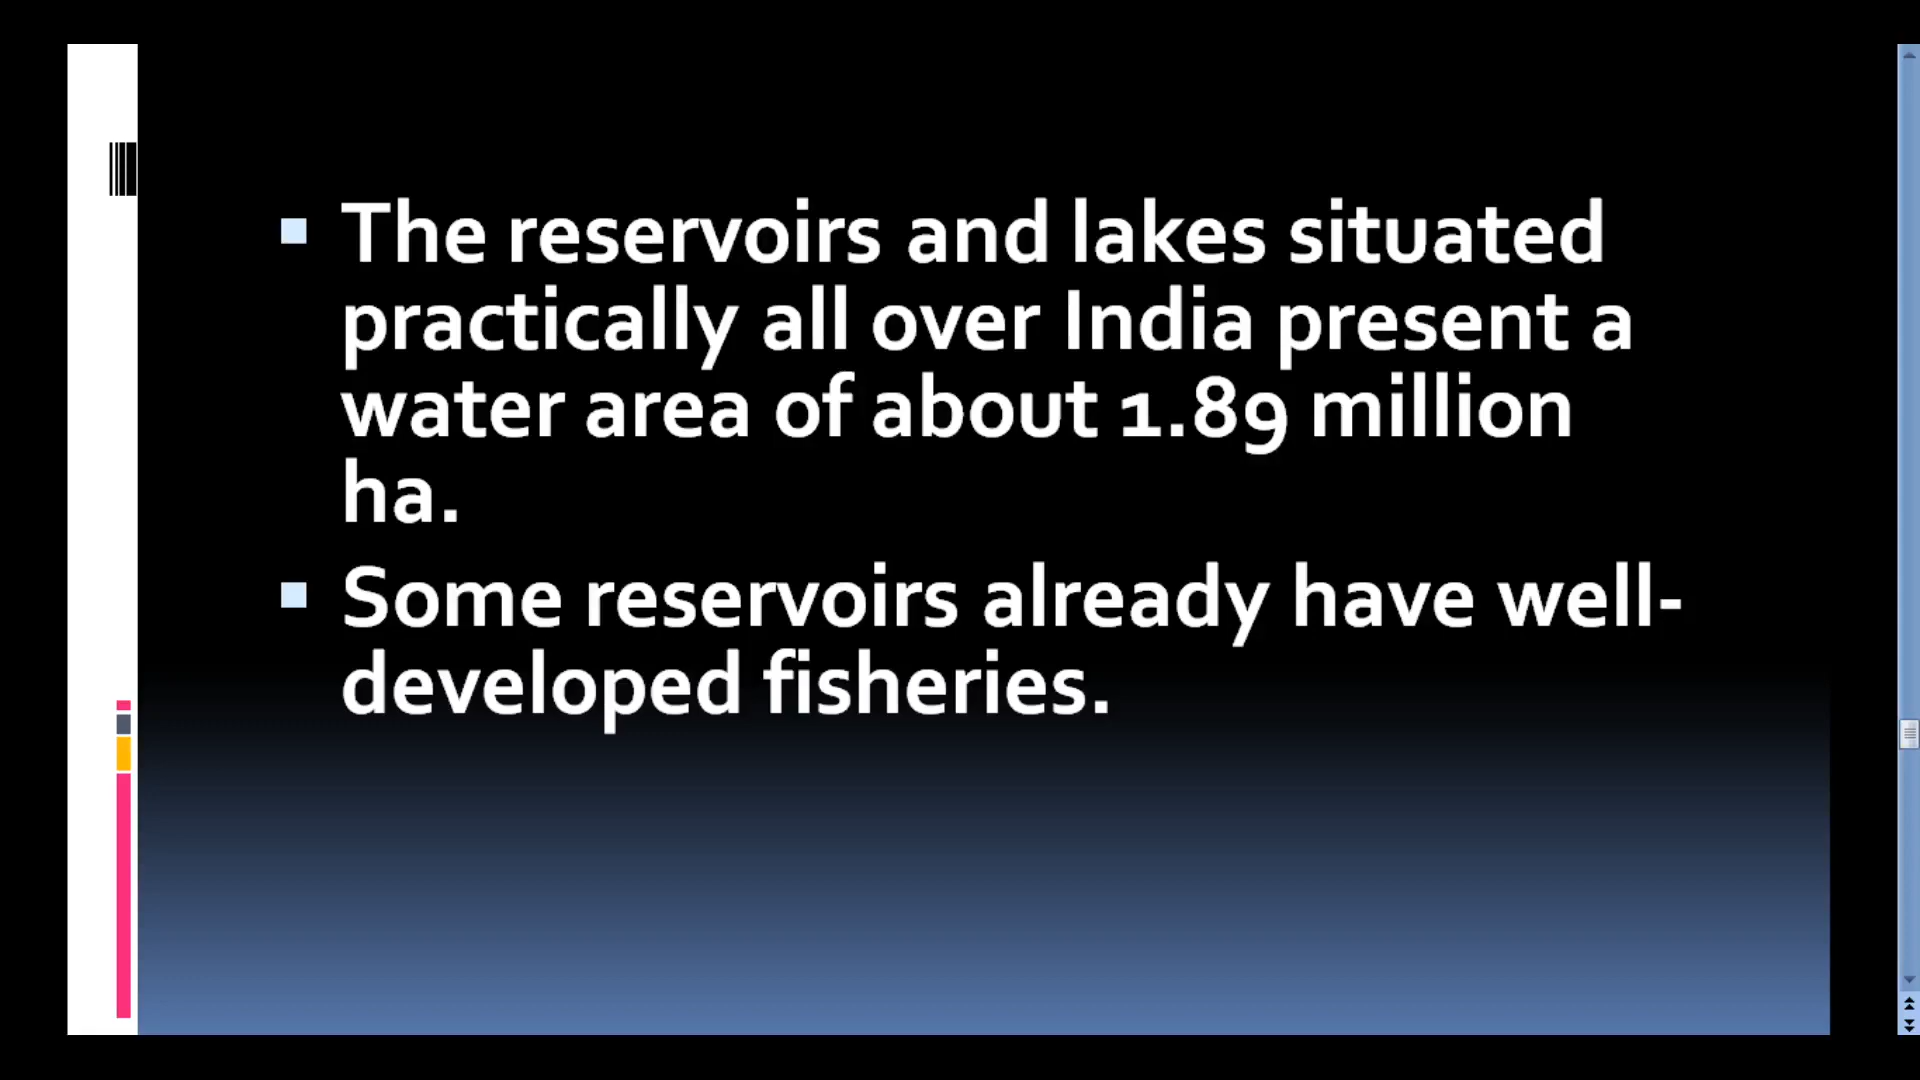 The reservoirs and lakes situated
practically all over India present a
water area of about 1.89 million
ha.
Some reservoirs already have well-
developed fisheries.